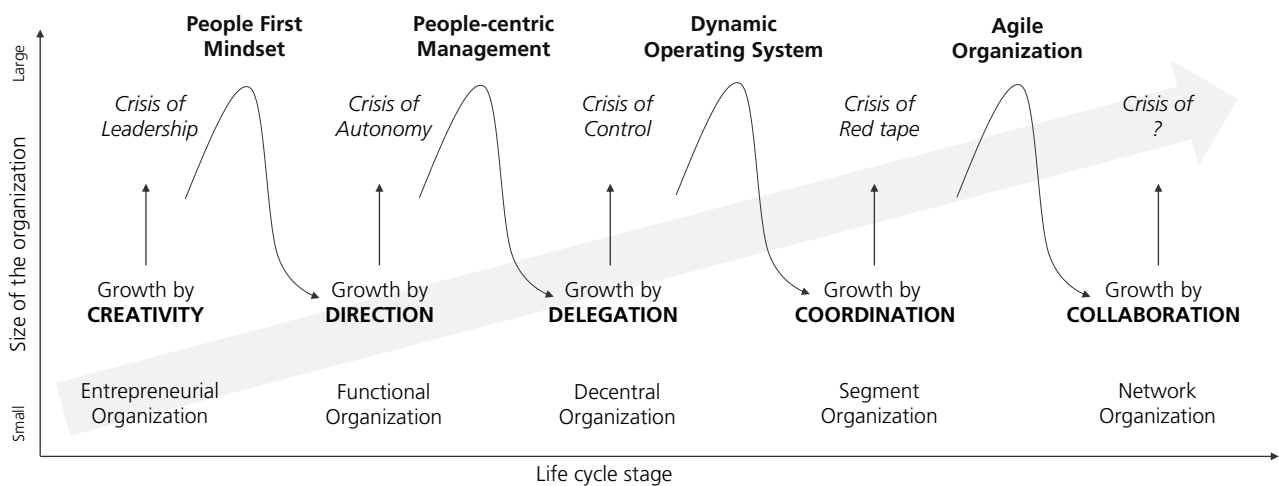 People First
Mindset
People-centric
Management
Dynamic
Operating System
Agile
Organization
Large
Size of the organization
Small
Crisis of
Leadership
Crisis of
Autonomy
Crisis of
Control
Crisis of
Red tape
Crisis of
?
Growth by
CREATIVITY
Growth by
DIRECTION
Growth by
DELEGATION
Growth by
COORDINATION
Growth by
COLLABORATION
Entrepreneurial
Organization
Functional
Organization
Decentral
Organization
Segment
Organization
Network
Organization
Life cycle stage